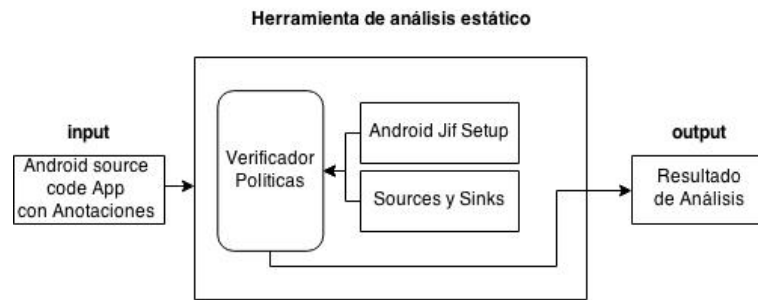 Herramienta de análisis estático
input
Android source
code App
con Anotaciones
Verificador
Políticas
Android Jif Setup
Sources y Sinks
output
Resultado
de Análisis